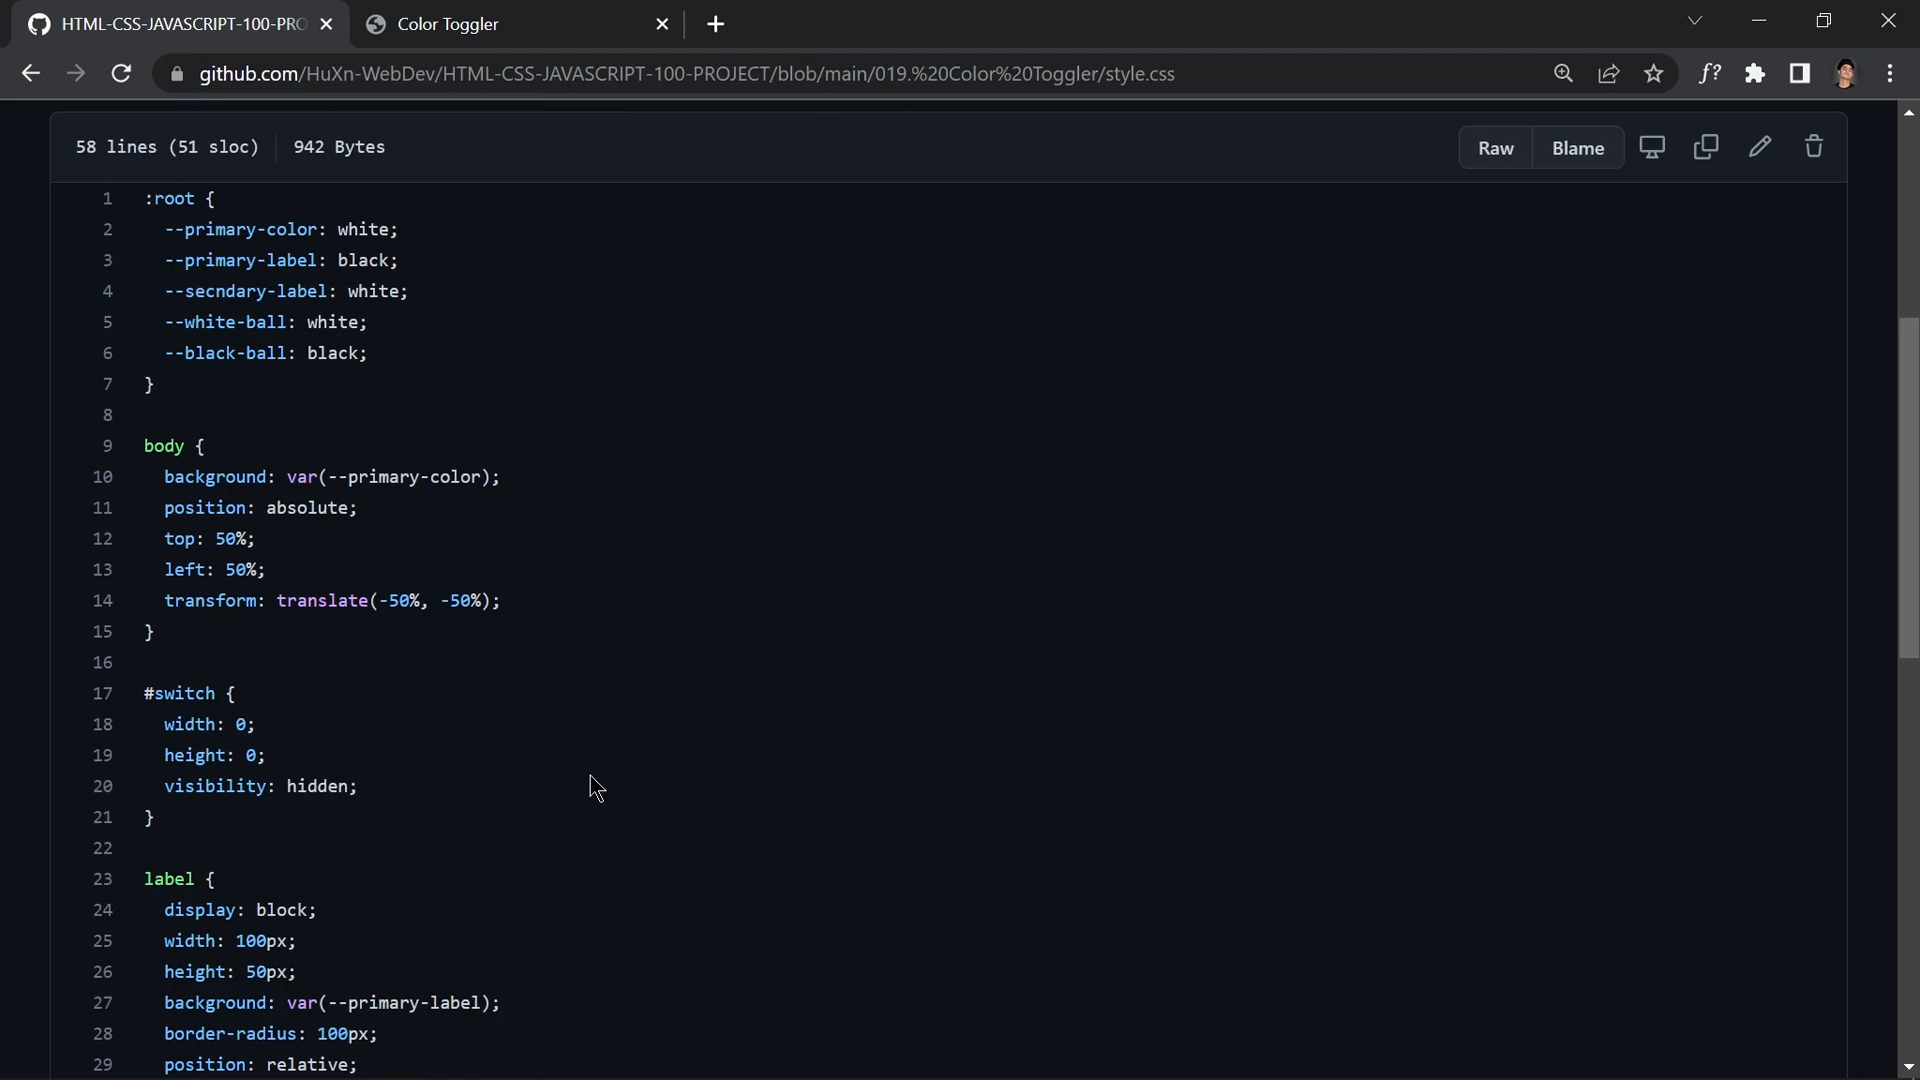 HTML-CSS-JAVASCRIPT-100-PRO
Color Toggler
github.com/HuXn-WebDev/HTML-CSS-JAVASCRIPT-100-PROJECT/blob/main/019.%20Color%20Toggler/style.css
f?
58 lines (51 sloc) 942 Bytes
Raw Blame
1 :root {
2 --primary-color: white;
3 --primary-label: black;
4 --secndary-label: white;
5 --white-ball: white;
6 --black-ball: black;
7 }
8
9 body {
10 background: var(--primary-color);
11 position: absolute;
12 top: 50%;
13 left: 50%;
14 transform: translate(-50%, -50%);
15 }
16
17 #switch {
18 width: 0;
19 height: 0;
20 visibility: hidden;
21 }
22
23 label {
24 display: block;
25 width: 100px;
26 height: 50px;
27 background: var(--primary-label);
28 border-radius: 100px;
29 position: relative;